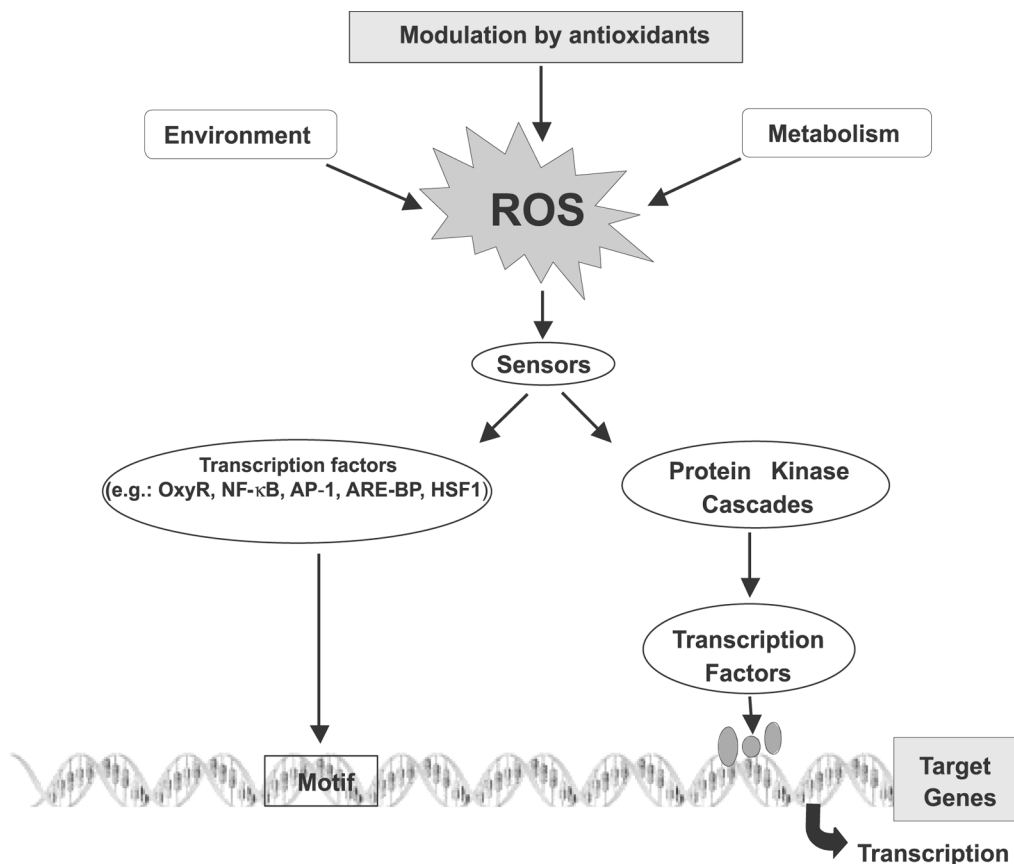 Modulation by antioxidants
Environment
Metabolism
ROS
Sensors
Transcription factors
(e.g.: OxyR, NF-κB, AP-1, ARE-BP, HSF1)
Protein Kinase
Cascades
Transcription
Factors
Motif
Target
Genes
Transcription